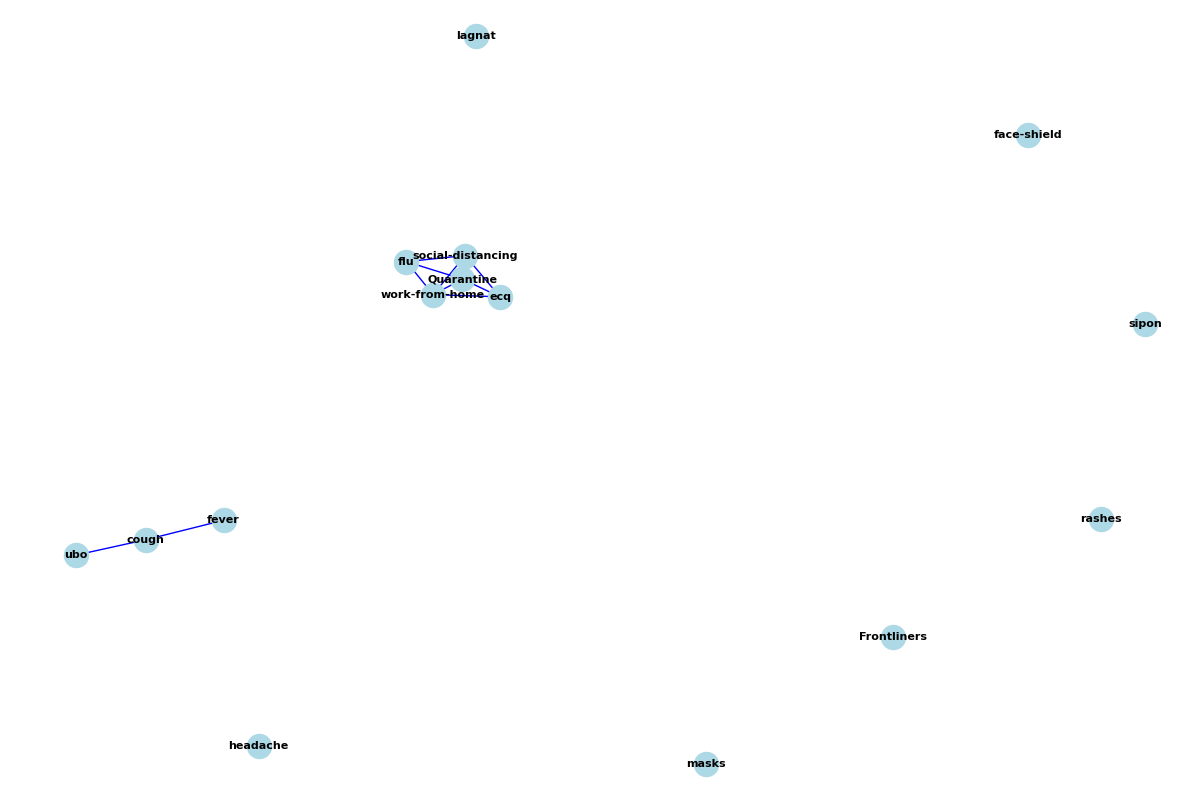 lagnat
face-shield
social-distancing
flu
Quarantine
work-from-home
ecq
sipon
fever
rashes
cough
ubo
Frontliners
headache
masks